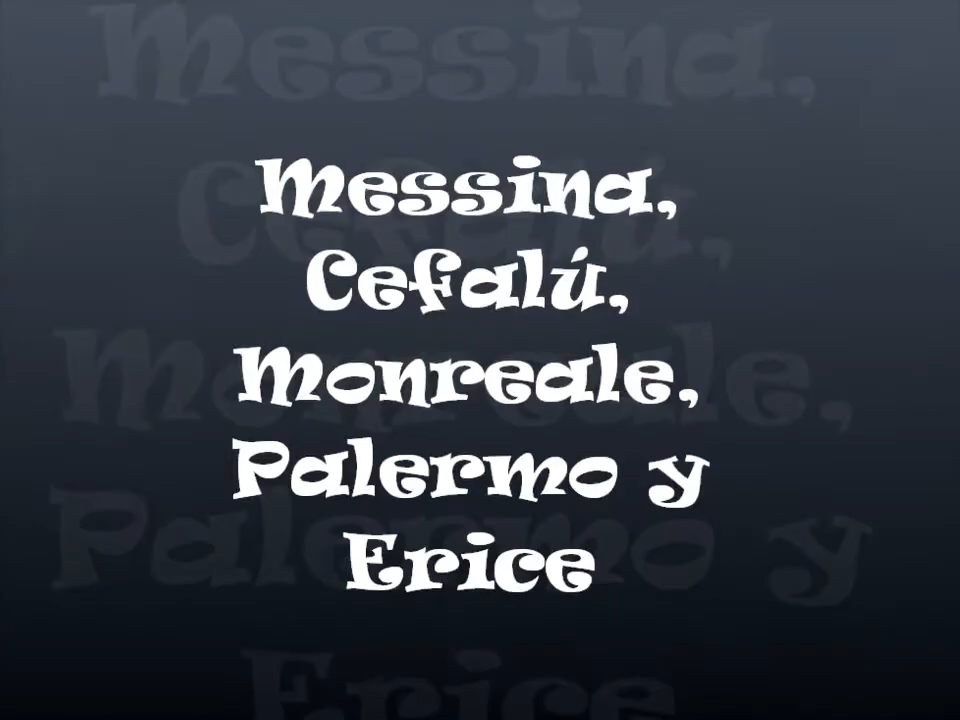 Messina,
Cefalú,
Monreale,
Palermo y
Erice